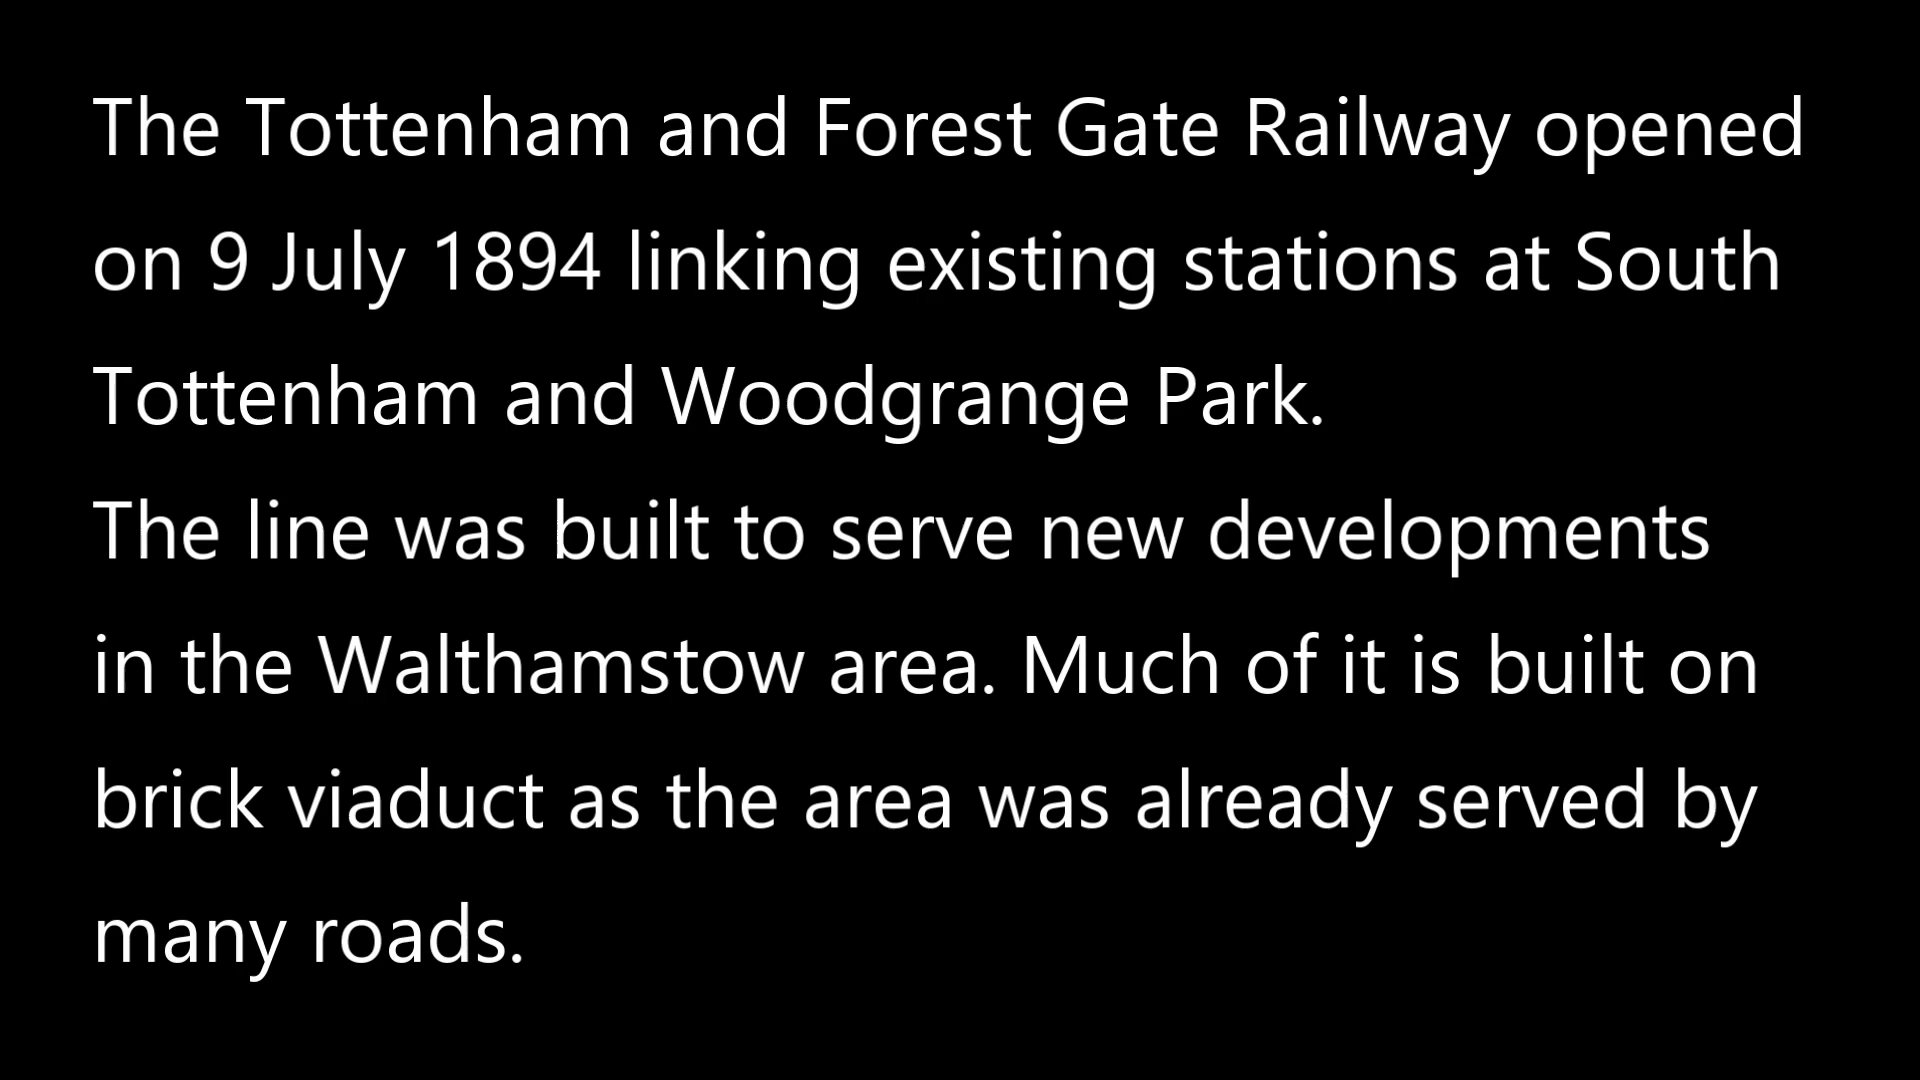 The Tottenham and Forest Gate Railway opened
on 9 July 1894 linking existing stations at South
Tottenham and Woodgrange Park.
The line was built to serve new developments
in the Walthamstow area. Much of it is built on
brick viaduct as the area was already served by
many roads.